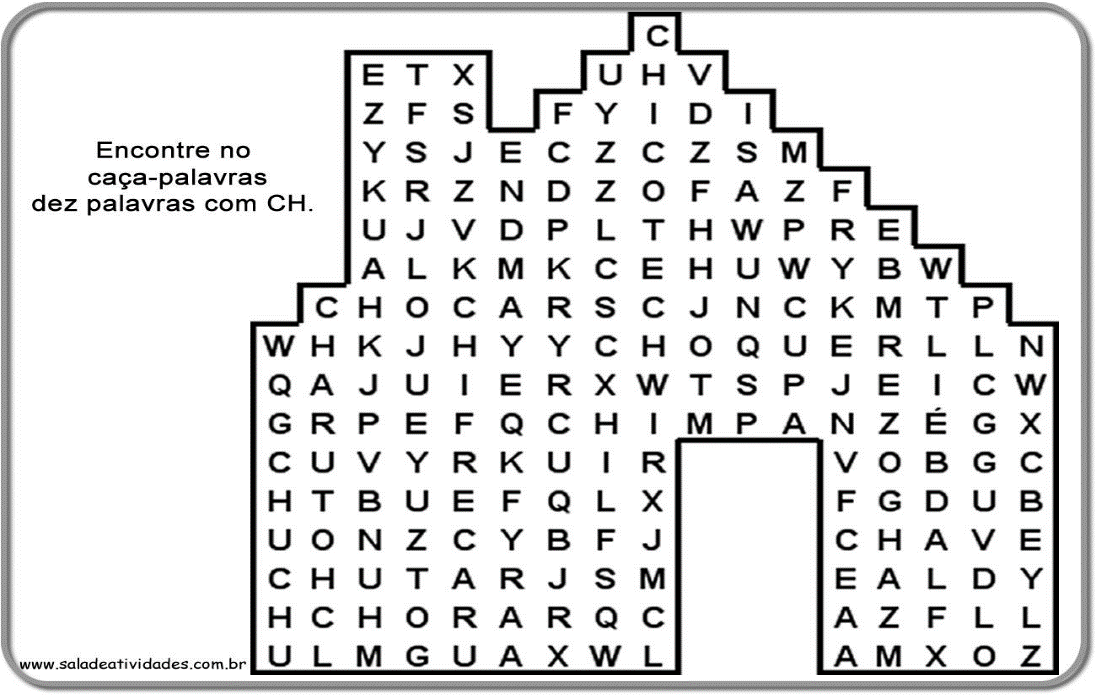 C
E T X U H V
Z F S F Y I D I
Y S J E C Z C Z S M
Encontre no
caça-palavras
dez palavras com CH.
K R Z N D Z O F A Z F
U J V D P L T H W P R E
A L K M K C E H U W Y B W
C H O C A R S C J N C K M T P
W H K J H Y Y C H O Q U E R L L N
Q A J U I E R X W T S P J E I C W
G R P E F Q C H I M P A N Z É G X
C U V Y R K U I R V O B G C
H T B U E F Q L X F G D U B
U O N Z C Y B F J C H A V E
C H U T A R J S M E A L D Y
H C H O R A R Q C A Z F L L
U L M G U A X W L A M X O Z
www.saladeatividades.com.br